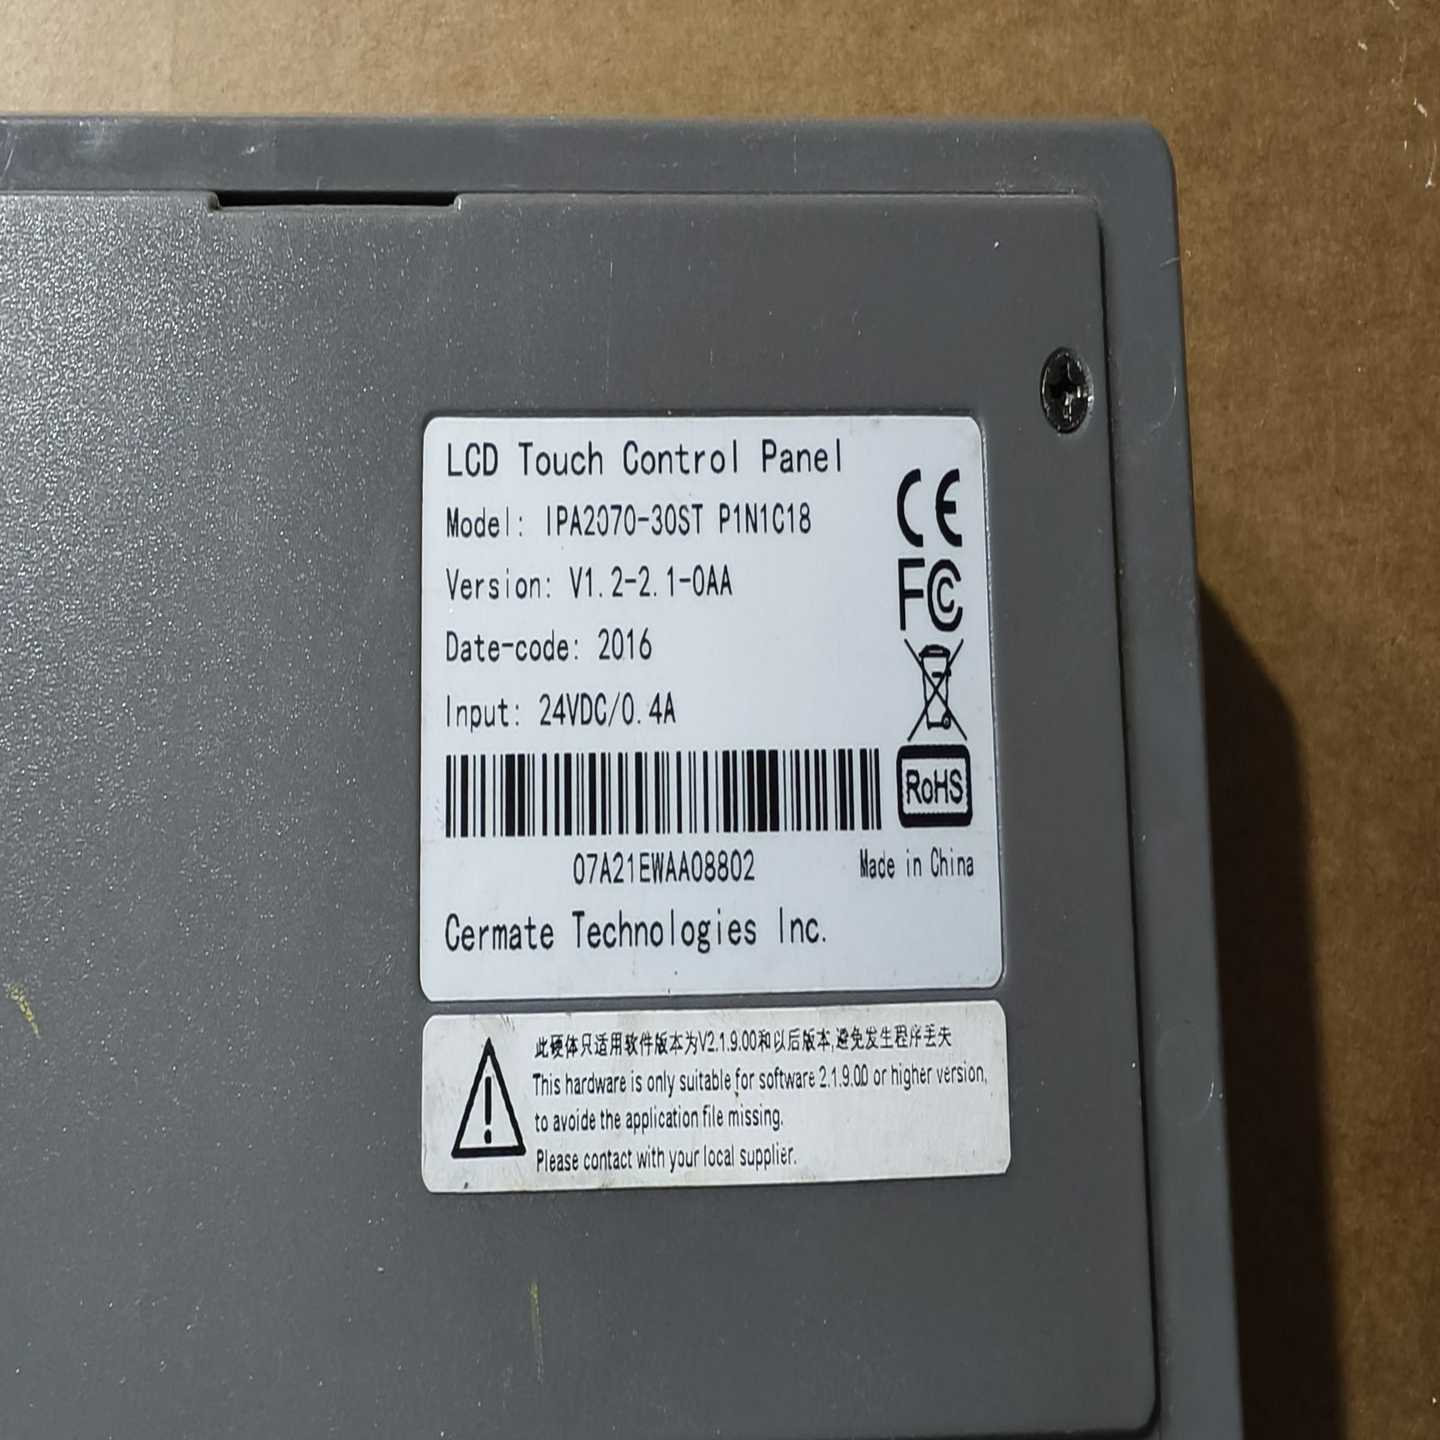 LCD Touch Control Panel
Model: IPA2070-30ST P1N1C18
Version: V1.2-2.1-0AA
Date-code: 2016
Input: 24VDC/0.4A
CE
FC
RoHS
07A21EWAA08802
Made in China
Cermate Technologies Inc.
此硬体只适用软件版本为V2.1.9.00和以后版本,避免发生程序丢失
This hardware is only suitable for software 2.1.9.00 or higher version,
to avoide the application file missing.
Please contact with your local supplier.